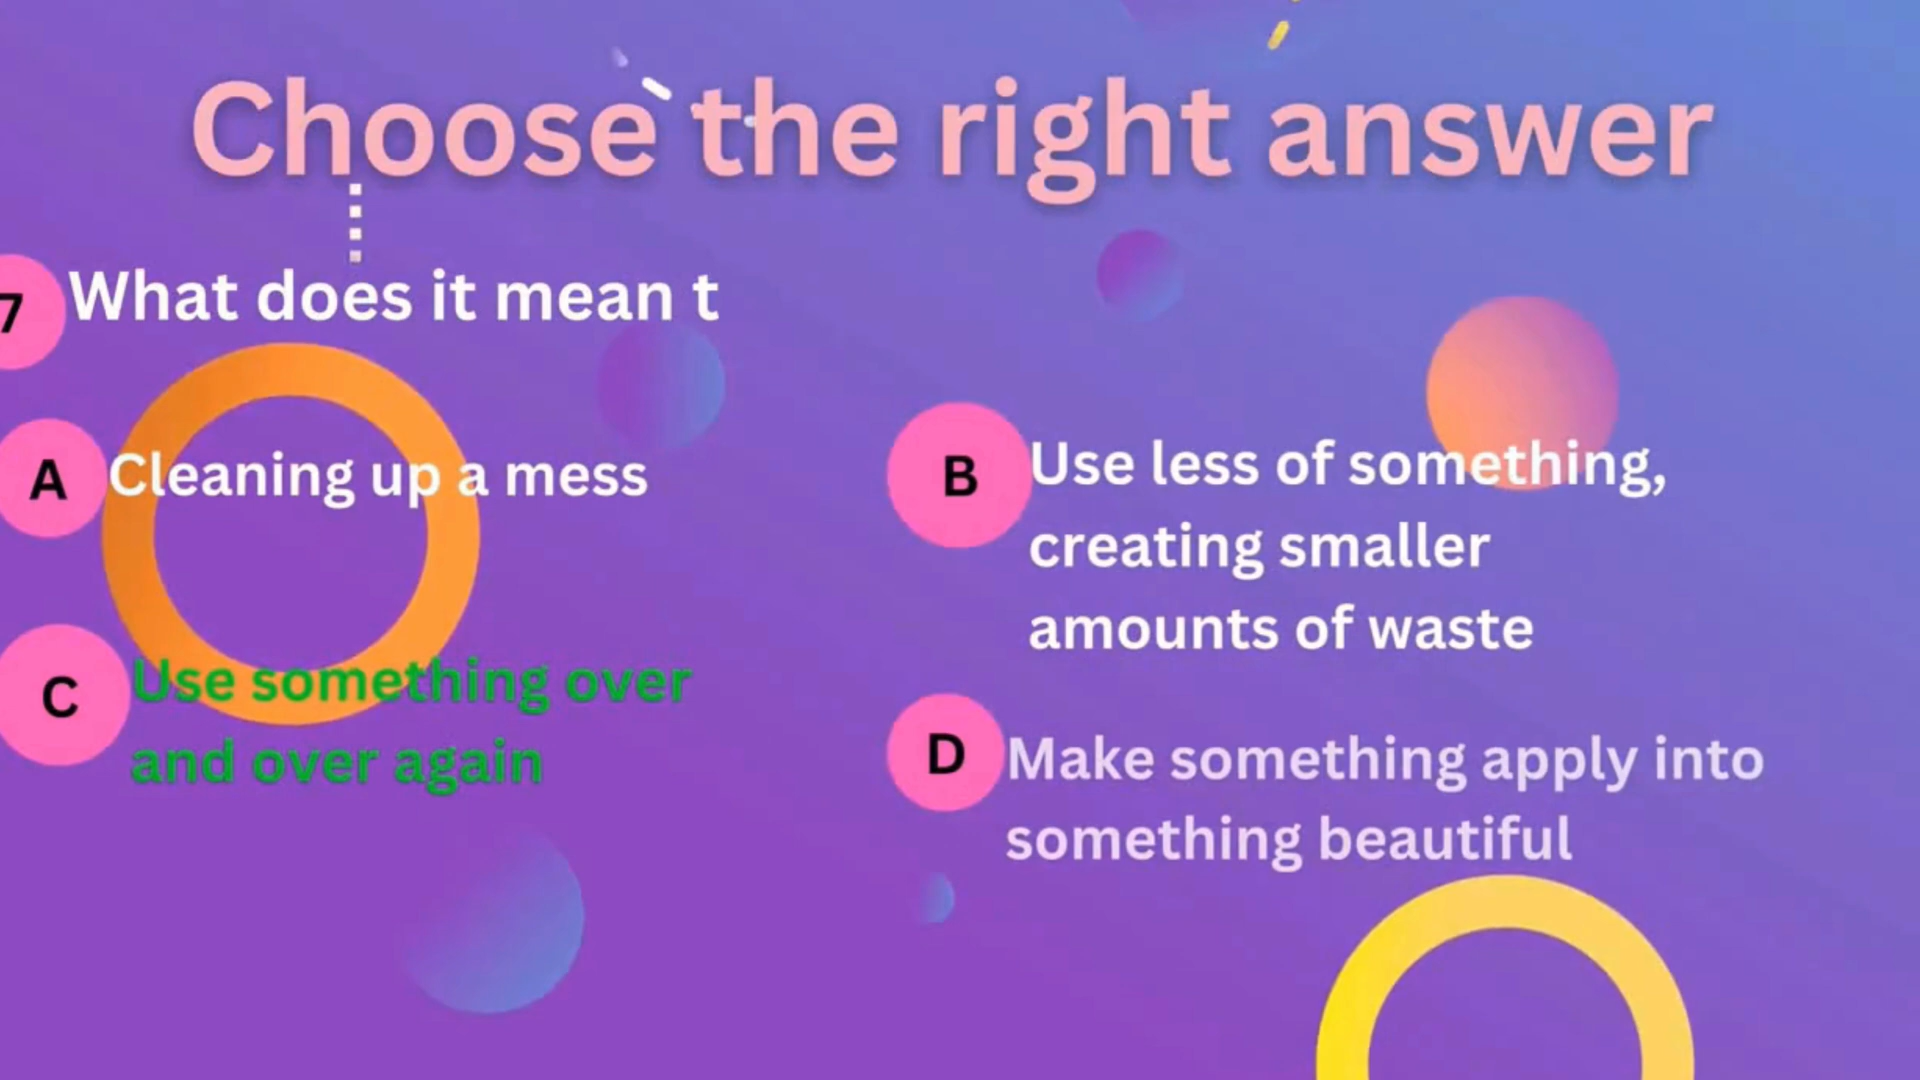 Choose the right answer
7 What does it mean t
A Cleaning up a mess
B Use less of something,
creating smaller
amounts of waste
C Use something over
and over again
D Make something apply into
something beautiful